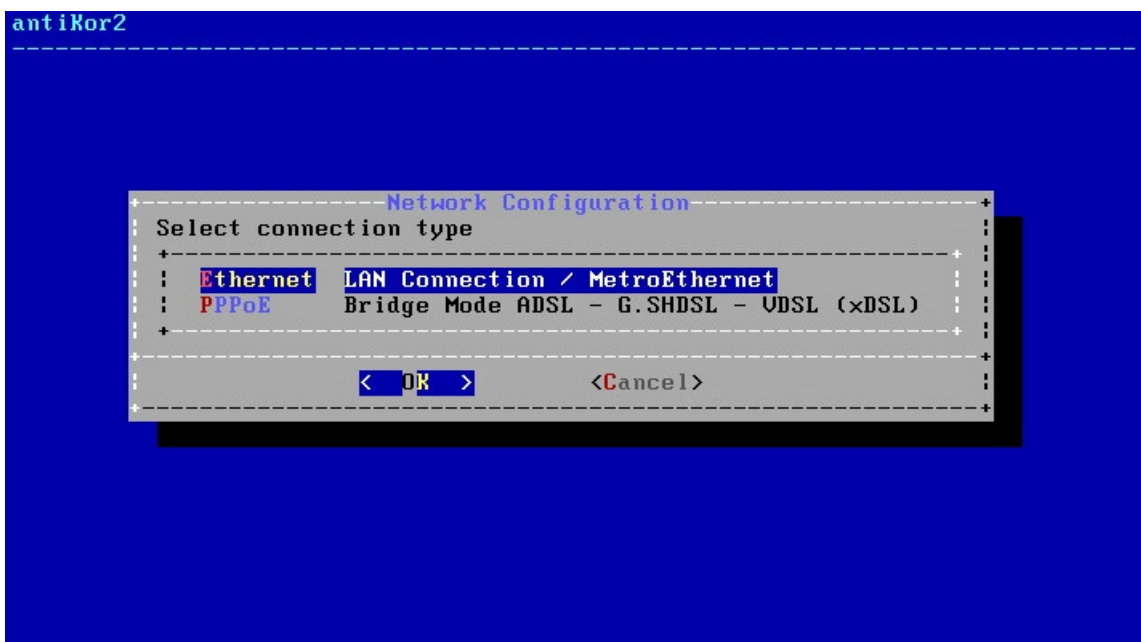 antiKor2
Network Configuration
Select connection type
Ethernet LAN Connection / MetroEthernet
PPPoE Bridge Mode ADSL - G.SHDSL - VDSL (xDSL)
< OK > <Cancel>